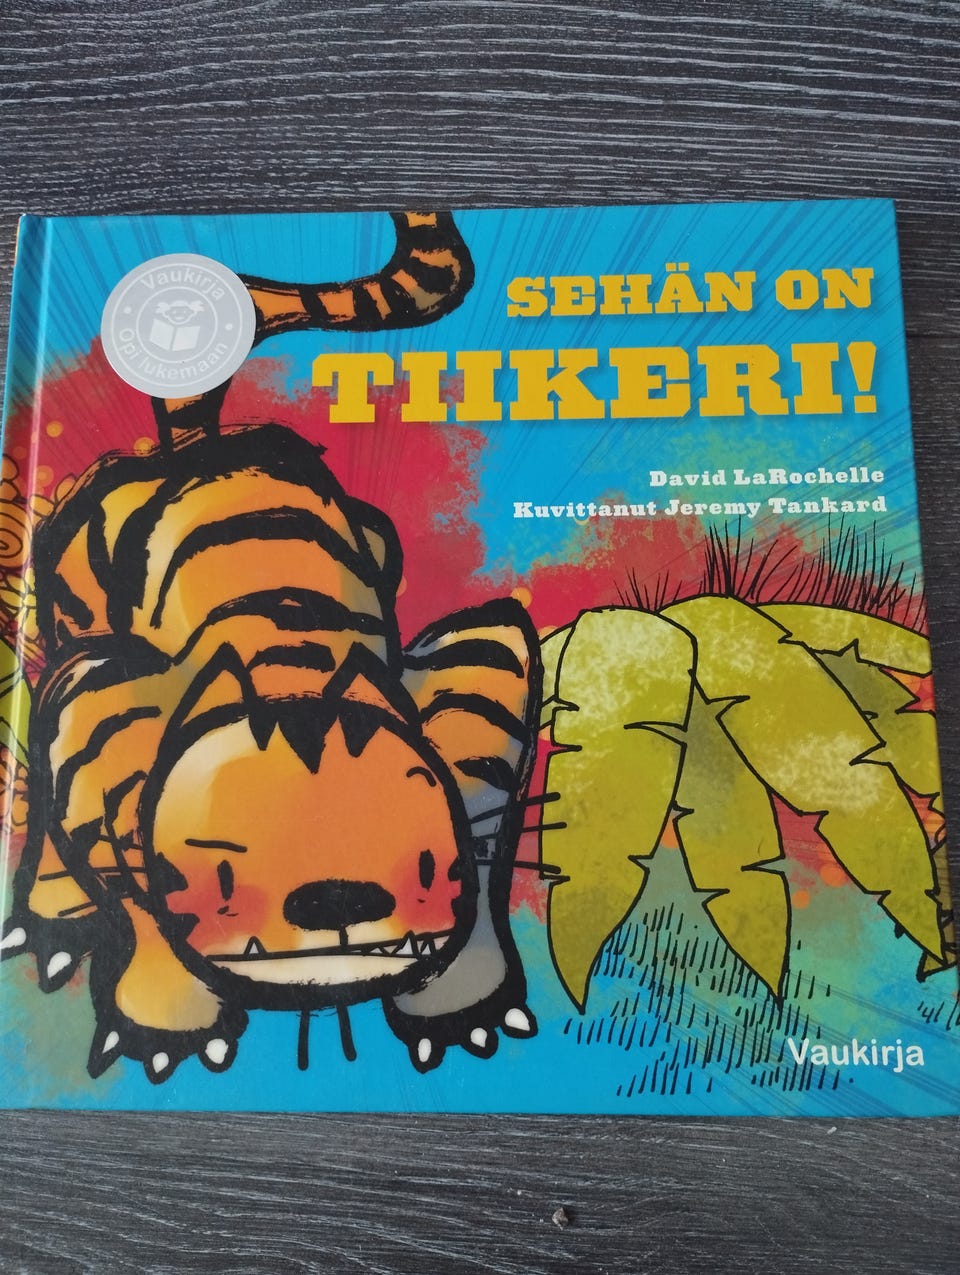 Vaukirja
Opi lukemaan
SEHÄN ON
TIIKERI!
David LaRochelle
Kuvittanut Jeremy Tankard
Vaukirja